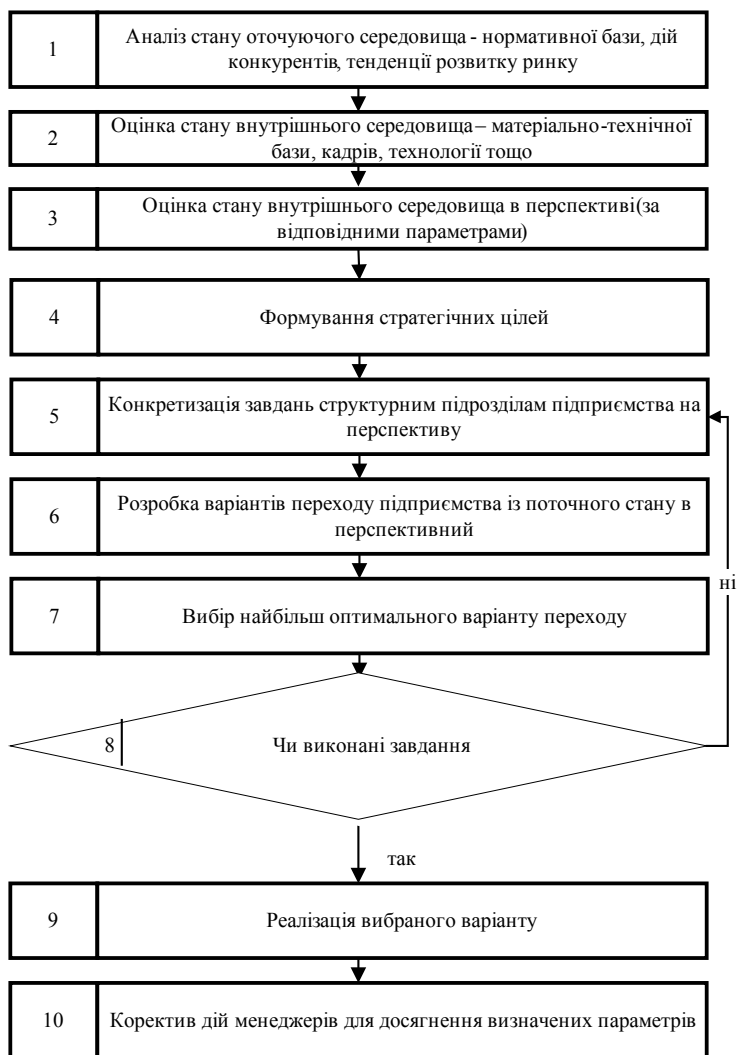 1
Аналіз стану оточуючого середовища - нормативної бази, дій
конкурентів, тенденції розвитку ринку
2
Оцінка стану внутрішнього середовища– матеріально-технічної
бази, кадрів, технології тощо
3
Оцінка стану внутрішнього середовища в перспективі(за
відповідними параметрами)
4
Формування стратегічних цілей
5
Конкретизація завдань структурним підрозділам підприємства на
перспективу
6
Розробка варіантів переходу підприємства із поточного стану в
перспективний
ні
7
Вибір найбільш оптимального варіанту переходу
8
Чи виконані завдання
так
9
Реалізація вибраного варіанту
10
Коректив дій менеджерів для досягнення визначених параметрів